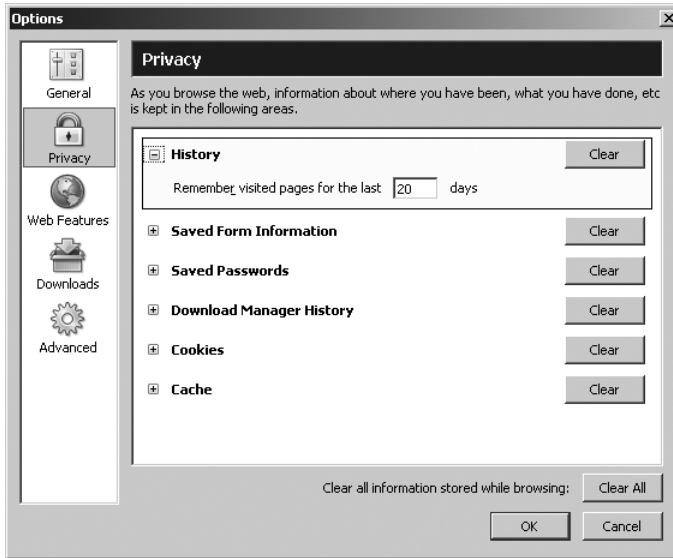 Options
General
Privacy
Web Features
Downloads
Advanced
Privacy
As you browse the web, information about where you have been, what you have done, etc
is kept in the following areas.
History Clear
Remember visited pages for the last 20 days
Saved Form Information Clear
Saved Passwords Clear
Download Manager History Clear
Cookies Clear
Cache Clear
Clear all information stored while browsing: Clear All
OK Cancel